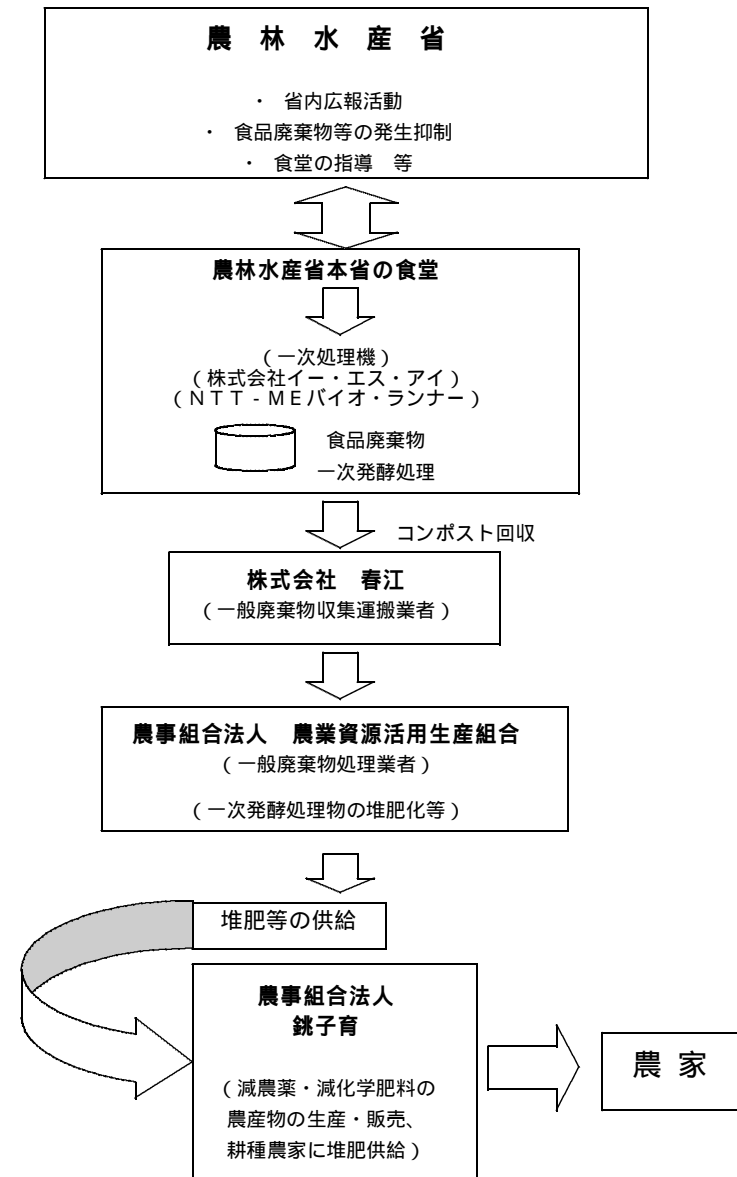 農 林 水 産 省
・ 省内広報活動
・ 食品廃棄物等の発生抑制
・ 食堂の指導 等
農林水産省本省の食堂
(一次処理機)
(株式会社イー・エス・アイ)
(NTT-MEバイオ・ランナー)
食品廃棄物
一次発酵処理
コンポスト回収
株式会社 春江
(一般廃棄物収集運搬業者)
農事組合法人 農業資源活用生産組合
(一般廃棄物処理業者)
(一次発酵処理物の堆肥化等)
堆肥等の供給
農事組合法人
銚子育
(減農薬・減化学肥料の
農産物の生産・販売、
耕種農家に堆肥供給)
農 家